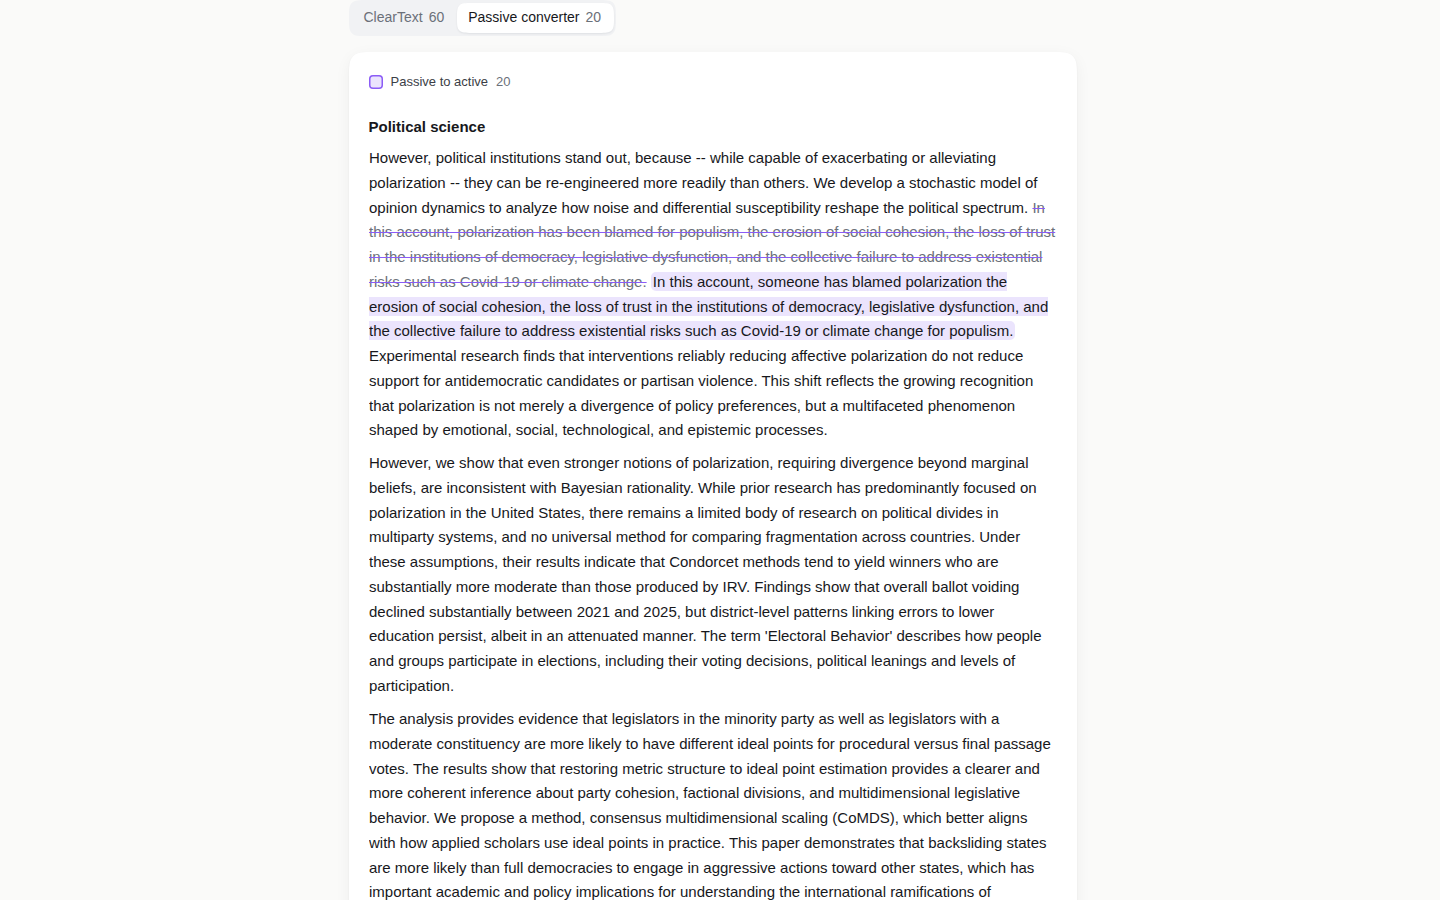 ClearText 60 Passive converter 20
Passive to active 20
Political science
However, political institutions stand out, because -- while capable of exacerbating or alleviating
polarization -- they can be re-engineered more readily than others. We develop a stochastic model of
opinion dynamics to analyze how noise and differential susceptibility reshape the political spectrum. In
this account, polarization has been blamed for populism, the erosion of social cohesion, the loss of trust
in the institutions of democracy, legislative dysfunction, and the collective failure to address existential
risks such as Covid-19 or climate change. In this account, someone has blamed polarization the
erosion of social cohesion, the loss of trust in the institutions of democracy, legislative dysfunction, and
the collective failure to address existential risks such as Covid-19 or climate change for populism.
Experimental research finds that interventions reliably reducing affective polarization do not reduce
support for antidemocratic candidates or partisan violence. This shift reflects the growing recognition
that polarization is not merely a divergence of policy preferences, but a multifaceted phenomenon
shaped by emotional, social, technological, and epistemic processes.
However, we show that even stronger notions of polarization, requiring divergence beyond marginal
beliefs, are inconsistent with Bayesian rationality. While prior research has predominantly focused on
polarization in the United States, there remains a limited body of research on political divides in
multiparty systems, and no universal method for comparing fragmentation across countries. Under
these assumptions, their results indicate that Condorcet methods tend to yield winners who are
substantially more moderate than those produced by IRV. Findings show that overall ballot voiding
declined substantially between 2021 and 2025, but district-level patterns linking errors to lower
education persist, albeit in an attenuated manner. The term 'Electoral Behavior' describes how people
and groups participate in elections, including their voting decisions, political leanings and levels of
participation.
The analysis provides evidence that legislators in the minority party as well as legislators with a
moderate constituency are more likely to have different ideal points for procedural versus final passage
votes. The results show that restoring metric structure to ideal point estimation provides a clearer and
more coherent inference about party cohesion, factional divisions, and multidimensional legislative
behavior. We propose a method, consensus multidimensional scaling (CoMDS), which better aligns
with how applied scholars use ideal points in practice. This paper demonstrates that backsliding states
are more likely than full democracies to engage in aggressive actions toward other states, which has
important academic and policy implications for understanding the international ramifications of